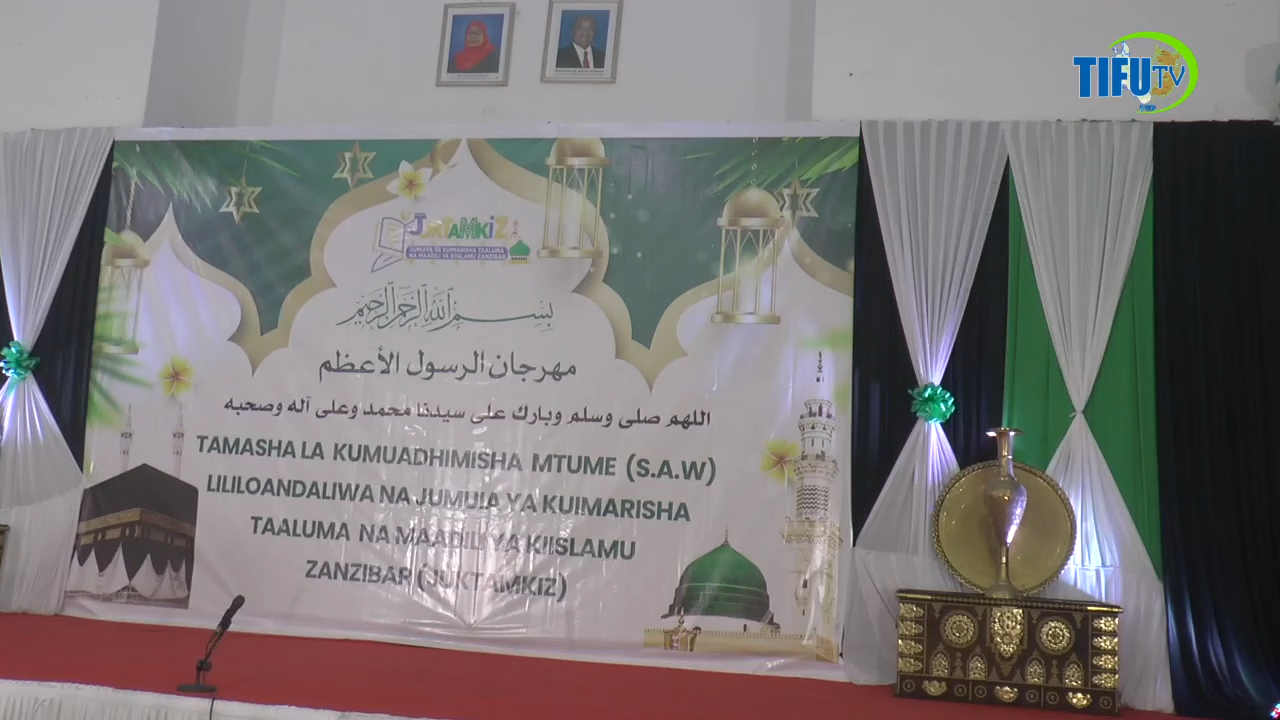 TIFU TV
JUKTAMKIZ
JUMUIYA YA KUIMARISHA TAALUMA
NA MAADILI YA KIISLAMU ZANZIBAR
بسم الله الرحمن الرحيم
مهرجان الرسول الأعظم
اللهم صلى وسلم وبارك على سيدنا محمد وعلى آله وصحبه
TAMASHA LA KUMUADHIMISHA MTUME (S.A.W)
LILILOANDALIWA NA JUMUIA YA KUIMARISHA
TAALUMA NA MAADILI YA KIISLAMU
ZANZIBAR (JUKTAMKIZ)